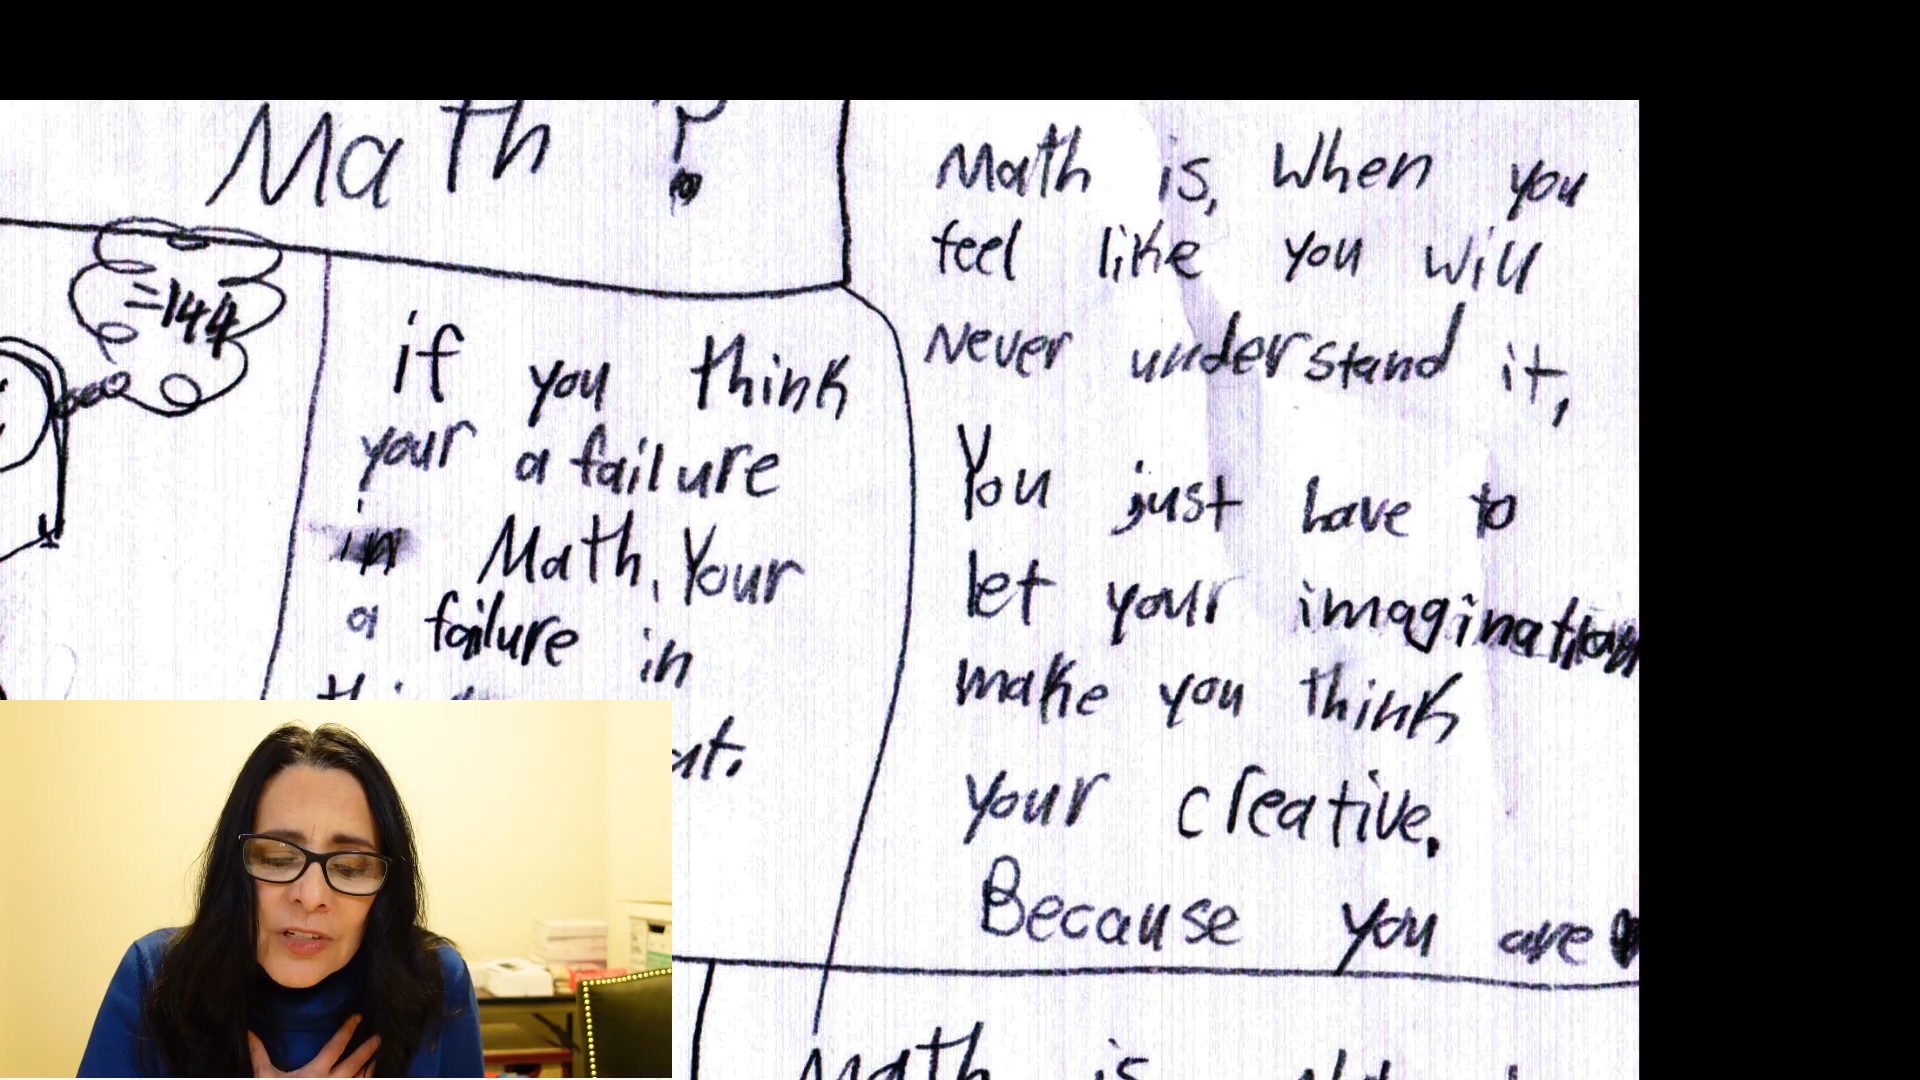 Math ?
=144
if you think
your a failure
in Math. Your
a failure in
Math is, When you
feel like you will
Never understand it,
You just have to
let your imagination
make you think
your creative.
Because you are
Math is